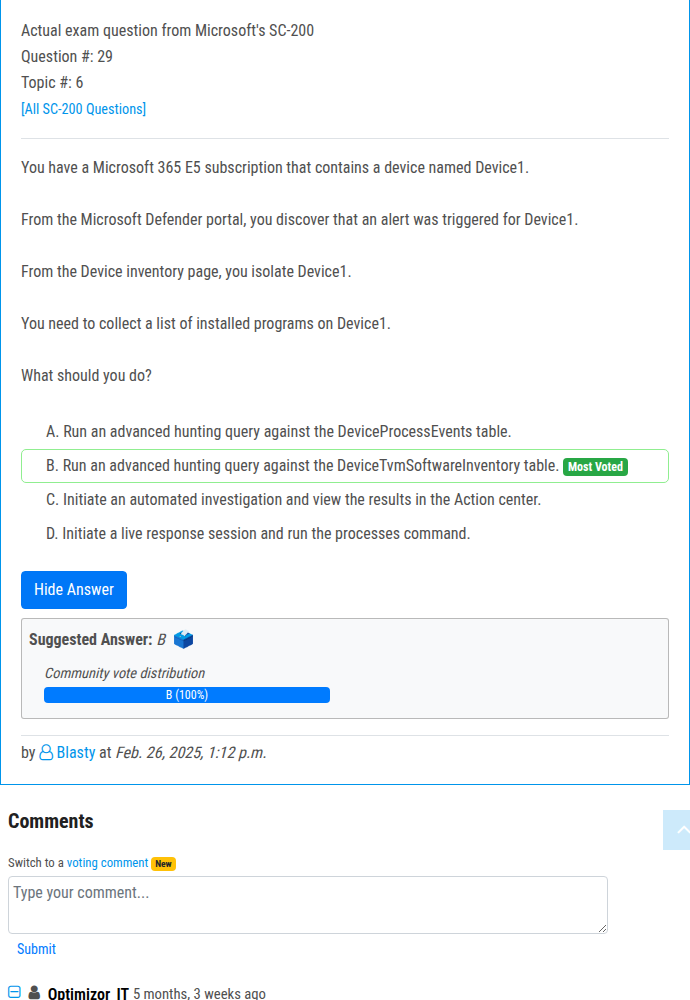 Actual exam question from Microsoft's SC-200
Question #: 29
Topic #: 6
[All SC-200 Questions]
You have a Microsoft 365 E5 subscription that contains a device named Device1.
From the Microsoft Defender portal, you discover that an alert was triggered for Device1.
From the Device inventory page, you isolate Device1.
You need to collect a list of installed programs on Device1.
What should you do?
A. Run an advanced hunting query against the DeviceProcessEvents table.
B. Run an advanced hunting query against the DeviceTvmSoftwareInventory table. Most Voted
C. Initiate an automated investigation and view the results in the Action center.
D. Initiate a live response session and run the processes command.
Hide Answer
Suggested Answer: B
Community vote distribution
B (100%)
by Blasty at Feb. 26, 2025, 1:12 p.m.
Comments
Switch to a voting comment New
Type your comment...
Submit
Optimizor_IT 5 months, 3 weeks ago